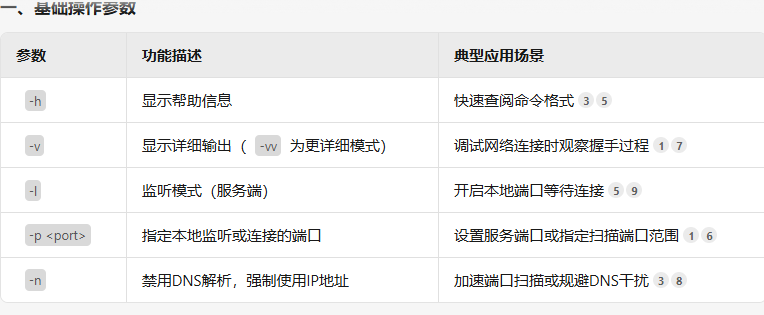 一、基础操作参数
参数 功能描述 典型应用场景
-h 显示帮助信息 快速查阅命令格式 3 5
-v 显示详细输出（ -vv 为更详细模式） 调试网络连接时观察握手过程 1 7
-l 监听模式（服务端） 开启本地端口等待连接 5 9
-p <port> 指定本地监听或连接的端口 设置服务端口或指定扫描端口范围 1 6
-n 禁用DNS解析，强制使用IP地址 加速端口扫描或规避DNS干扰 3 8